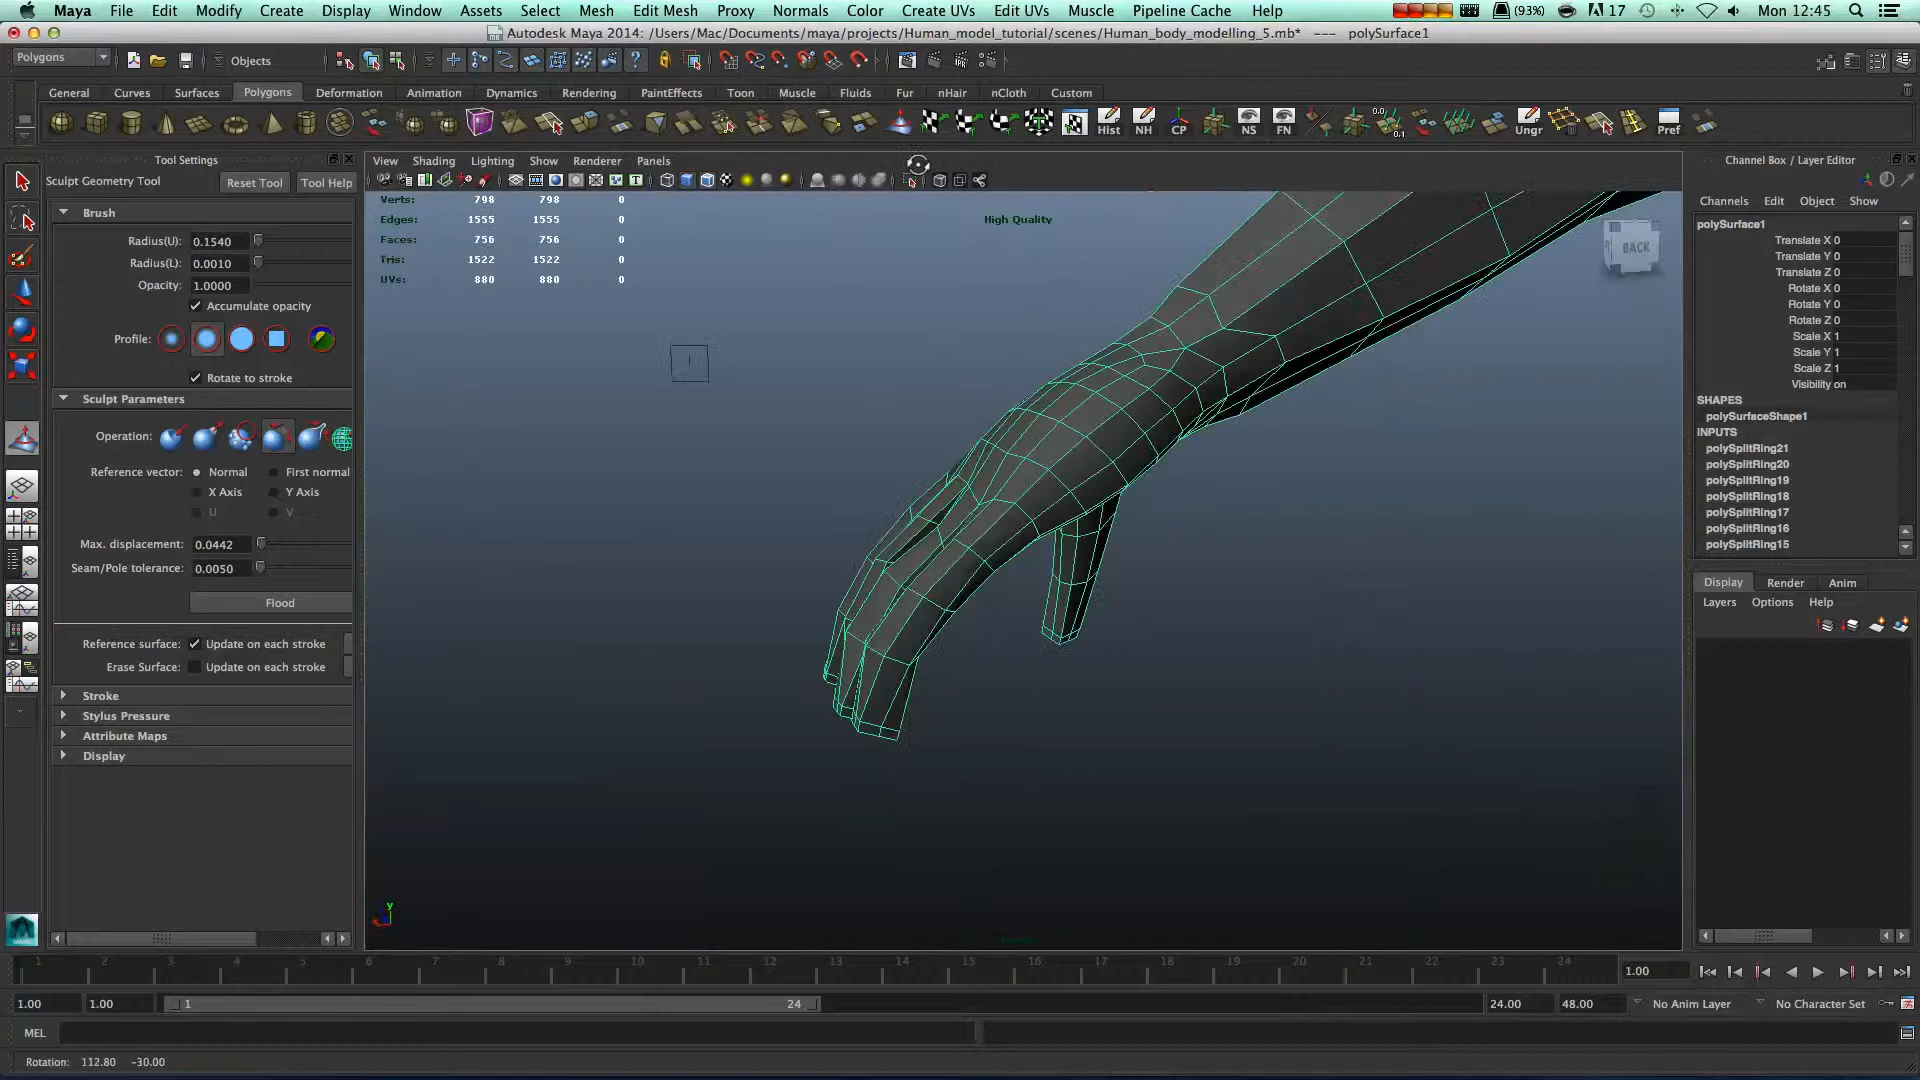 Maya File Edit Modify Create Display Window Assets Select Mesh Edit Mesh Proxy Normals Color Create UVs Edit UVs Muscle Pipeline Cache Help (93%) 17 Mon 12:45
Autodesk Maya 2014: /Users/Mac/Documents/maya/projects/Human_model_tutorial/scenes/Human_body_modelling_5.mb* --- polySurface1
Polygons Objects
General Curves Surfaces Polygons Deformation Animation Dynamics Rendering PaintEffects Toon Muscle Fluids Fur nHair nCloth Custom
Hist NH CP NS FN 0.0 0.1 Ungr Pref
Tool Settings
Sculpt Geometry Tool Reset Tool Tool Help
Brush
Radius(U): 0.1540
Radius(L): 0.0010
Opacity: 1.0000
Accumulate opacity
Profile:
Rotate to stroke
Sculpt Parameters
Operation:
Reference vector: Normal First normal
X Axis Y Axis
U V
Max. displacement: 0.0442
Seam/Pole tolerance: 0.0050
Flood
Reference surface: Update on each stroke
Erase Surface: Update on each stroke
Stroke
Stylus Pressure
Attribute Maps
Display
View Shading Lighting Show Renderer Panels
Verts: 798 798 0
Edges: 1555 1555 0
Faces: 756 756 0
Tris: 1522 1522 0
UVs: 880 880 0
High Quality
BACK
y
Channel Box / Layer Editor
Channels Edit Object Show
polySurface1
Translate X 0
Translate Y 0
Translate Z 0
Rotate X 0
Rotate Y 0
Rotate Z 0
Scale X 1
Scale Y 1
Scale Z 1
Visibility on
SHAPES
polySurfaceShape1
INPUTS
polySplitRing21
polySplitRing20
polySplitRing19
polySplitRing18
polySplitRing17
polySplitRing16
polySplitRing15
Display Render Anim
Layers Options Help
1 2 3 4 5 6 7 8 9 10 11 12 13 14 15 16 17 18 19 20 21 22 23 24 1.00
1.00 1.00 1 24 24.00 48.00 No Anim Layer No Character Set
MEL
Rotation: 112.80 -30.00